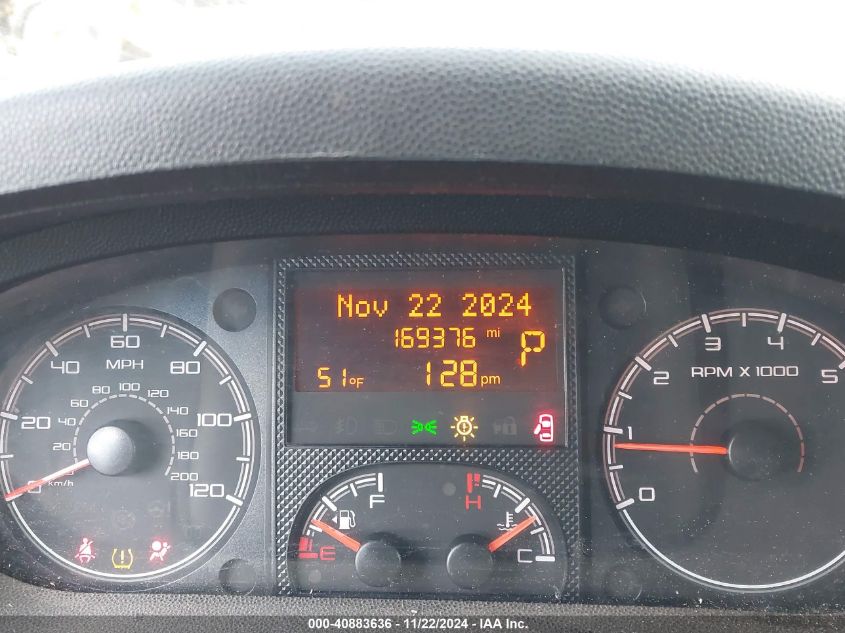 Nov 22 2024
169376 mi
P
51°F 128 pm
MPH
0 20 40 60 80 100 120
km/h 20 40 60 80 100 120 140 160 180 200
RPM X 1000
0 1 2 3 4 5
E F
H C
000-40883636 - 11/22/2024 - IAA Inc.